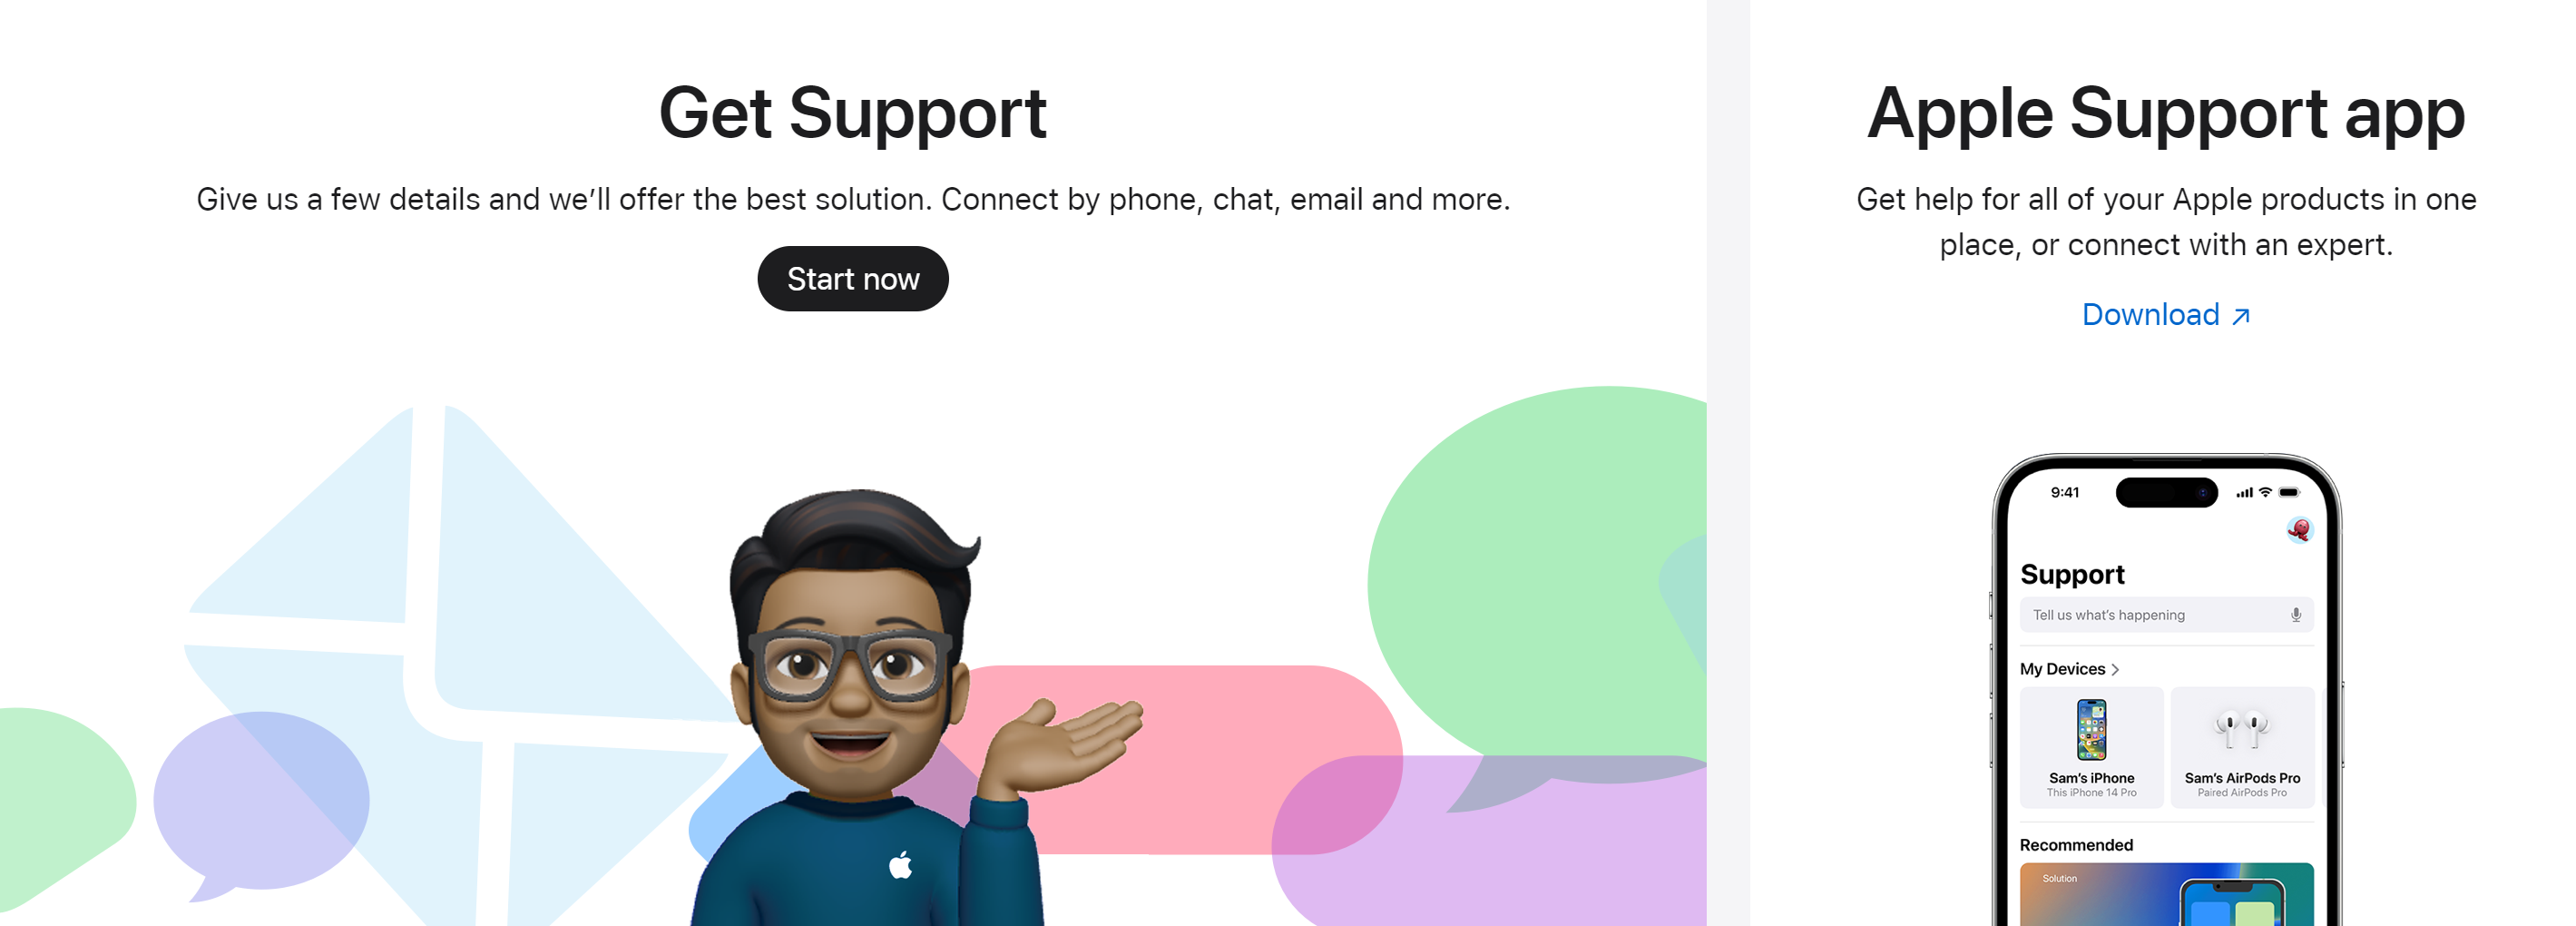 Get Support
Give us a few details and we’ll offer the best solution. Connect by phone, chat, email and more.
Start now
Apple Support app
Get help for all of your Apple products in one
place, or connect with an expert.
Download ↗
9:41
Support
Tell us what’s happening
My Devices >
Sam’s iPhone
This iPhone 14 Pro
Sam’s AirPods Pro
Paired AirPods Pro
Recommended
Solution